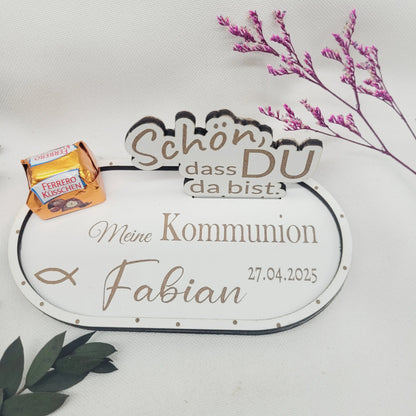 Schön,
dass DU
da bist.
FERRERO
KÜSSCHEN
Meine Kommunion
Fabian 27.04.2025